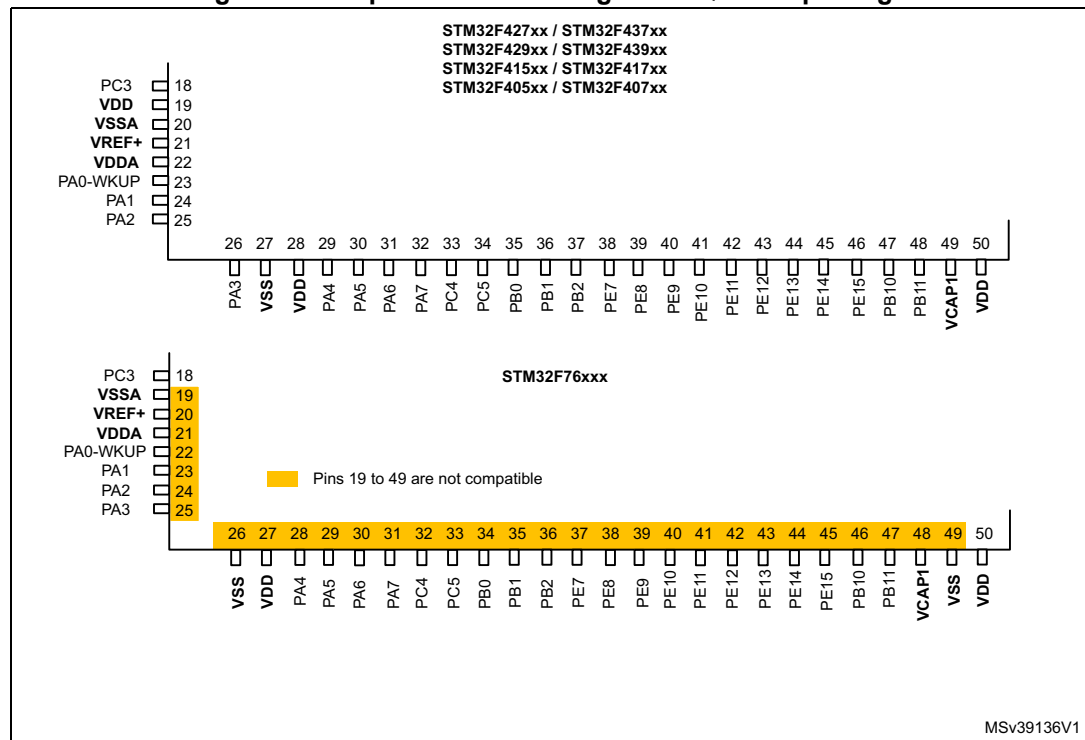 STM32F427xx / STM32F437xx
STM32F429xx / STM32F439xx
STM32F415xx / STM32F417xx
STM32F405xx / STM32F407xx
PC3 18
VDD 19
VSSA 20
VREF+ 21
VDDA 22
PA0-WKUP 23
PA1 24
PA2 25
26 27 28 29 30 31 32 33 34 35 36 37 38 39 40 41 42 43 44 45 46 47 48 49 50
PA3 VSS VDD PA4 PA5 PA6 PA7 PC4 PC5 PB0 PB1 PB2 PE7 PE8 PE9 PE10 PE11 PE12 PE13 PE14 PE15 PB10 PB11 VCAP1 VDD
STM32F76xxx
PC3 18
VSSA 19
VREF+ 20
VDDA 21
PA0-WKUP 22
PA1 23
PA2 24
PA3 25
Pins 19 to 49 are not compatible
26 27 28 29 30 31 32 33 34 35 36 37 38 39 40 41 42 43 44 45 46 47 48 49 50
VSS VDD PA4 PA5 PA6 PA7 PC4 PC5 PB0 PB1 PB2 PE7 PE8 PE9 PE10 PE11 PE12 PE13 PE14 PE15 PB10 PB11 VCAP1 VSS VDD
MSv39136V1